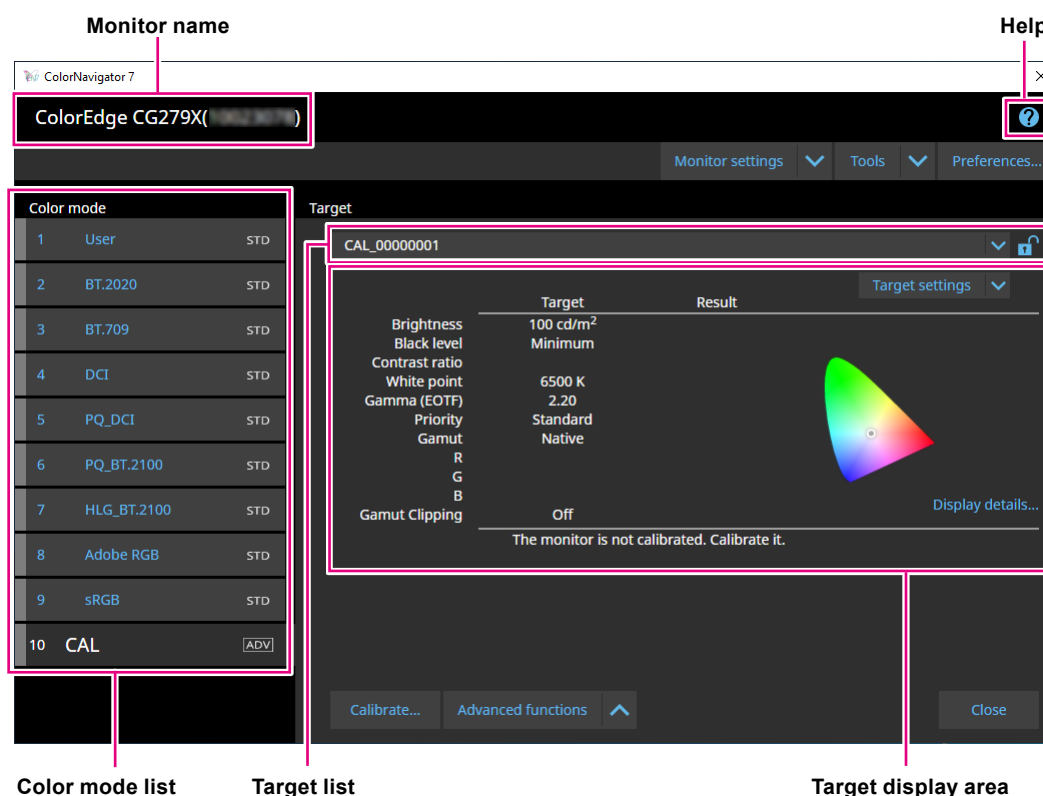 Monitor name
Help
ColorNavigator 7
ColorEdge CG279X( )
Monitor settings Tools Preferences...
Color mode
Target
1 User STD
2 BT.2020 STD
3 BT.709 STD
4 DCI STD
5 PQ_DCI STD
6 PQ_BT.2100 STD
7 HLG_BT.2100 STD
8 Adobe RGB STD
9 sRGB STD
10 CAL ADV
CAL_00000001
Target settings
Target Result
Brightness 100 cd/m²
Black level Minimum
Contrast ratio
White point 6500 K
Gamma (EOTF) 2.20
Priority Standard
Gamut Native
R
G
B
Gamut Clipping Off
Display details...
The monitor is not calibrated. Calibrate it.
Calibrate... Advanced functions Close
Color mode list
Target list
Target display area